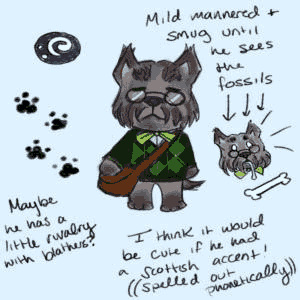 Mild mannered +
smug until
he sees
the
fossils
Maybe
he has a
little rivalry
with blathers?
I think it would
be cute if he had
a Scottish accent!
((spelled out
phonetically))